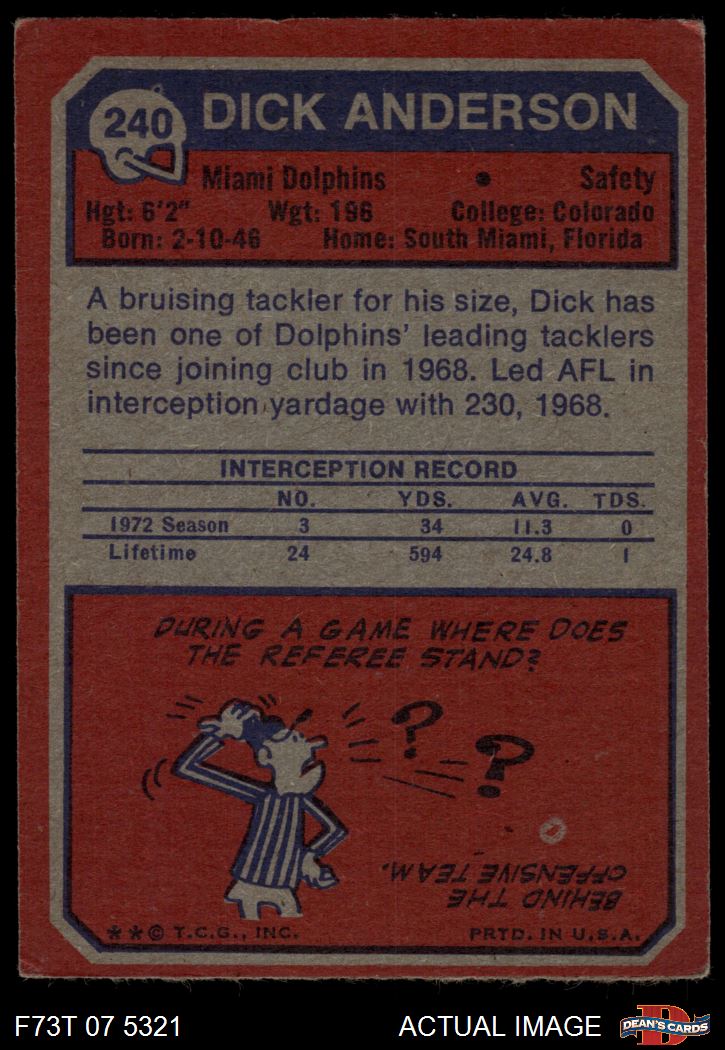 240
DICK ANDERSON
Miami Dolphins • Safety
Hgt: 6'2" Wgt: 196 College: Colorado
Born: 2-10-46 Home: South Miami, Florida
A bruising tackler for his size, Dick has
been one of Dolphins' leading tacklers
since joining club in 1968. Led AFL in
interception yardage with 230, 1968.
INTERCEPTION RECORD
NO. YDS. AVG. TDS.
1972 Season 3 34 11.3 0
Lifetime 24 594 24.8 1
DURING A GAME WHERE DOES
THE REFEREE STAND?
? ?
BEHIND THE
OFFENSIVE TEAM.
**© T.C.G., INC. PRTD. IN U.S.A.
F73T 07 5321 ACTUAL IMAGE
D
DEAN'S CARDS